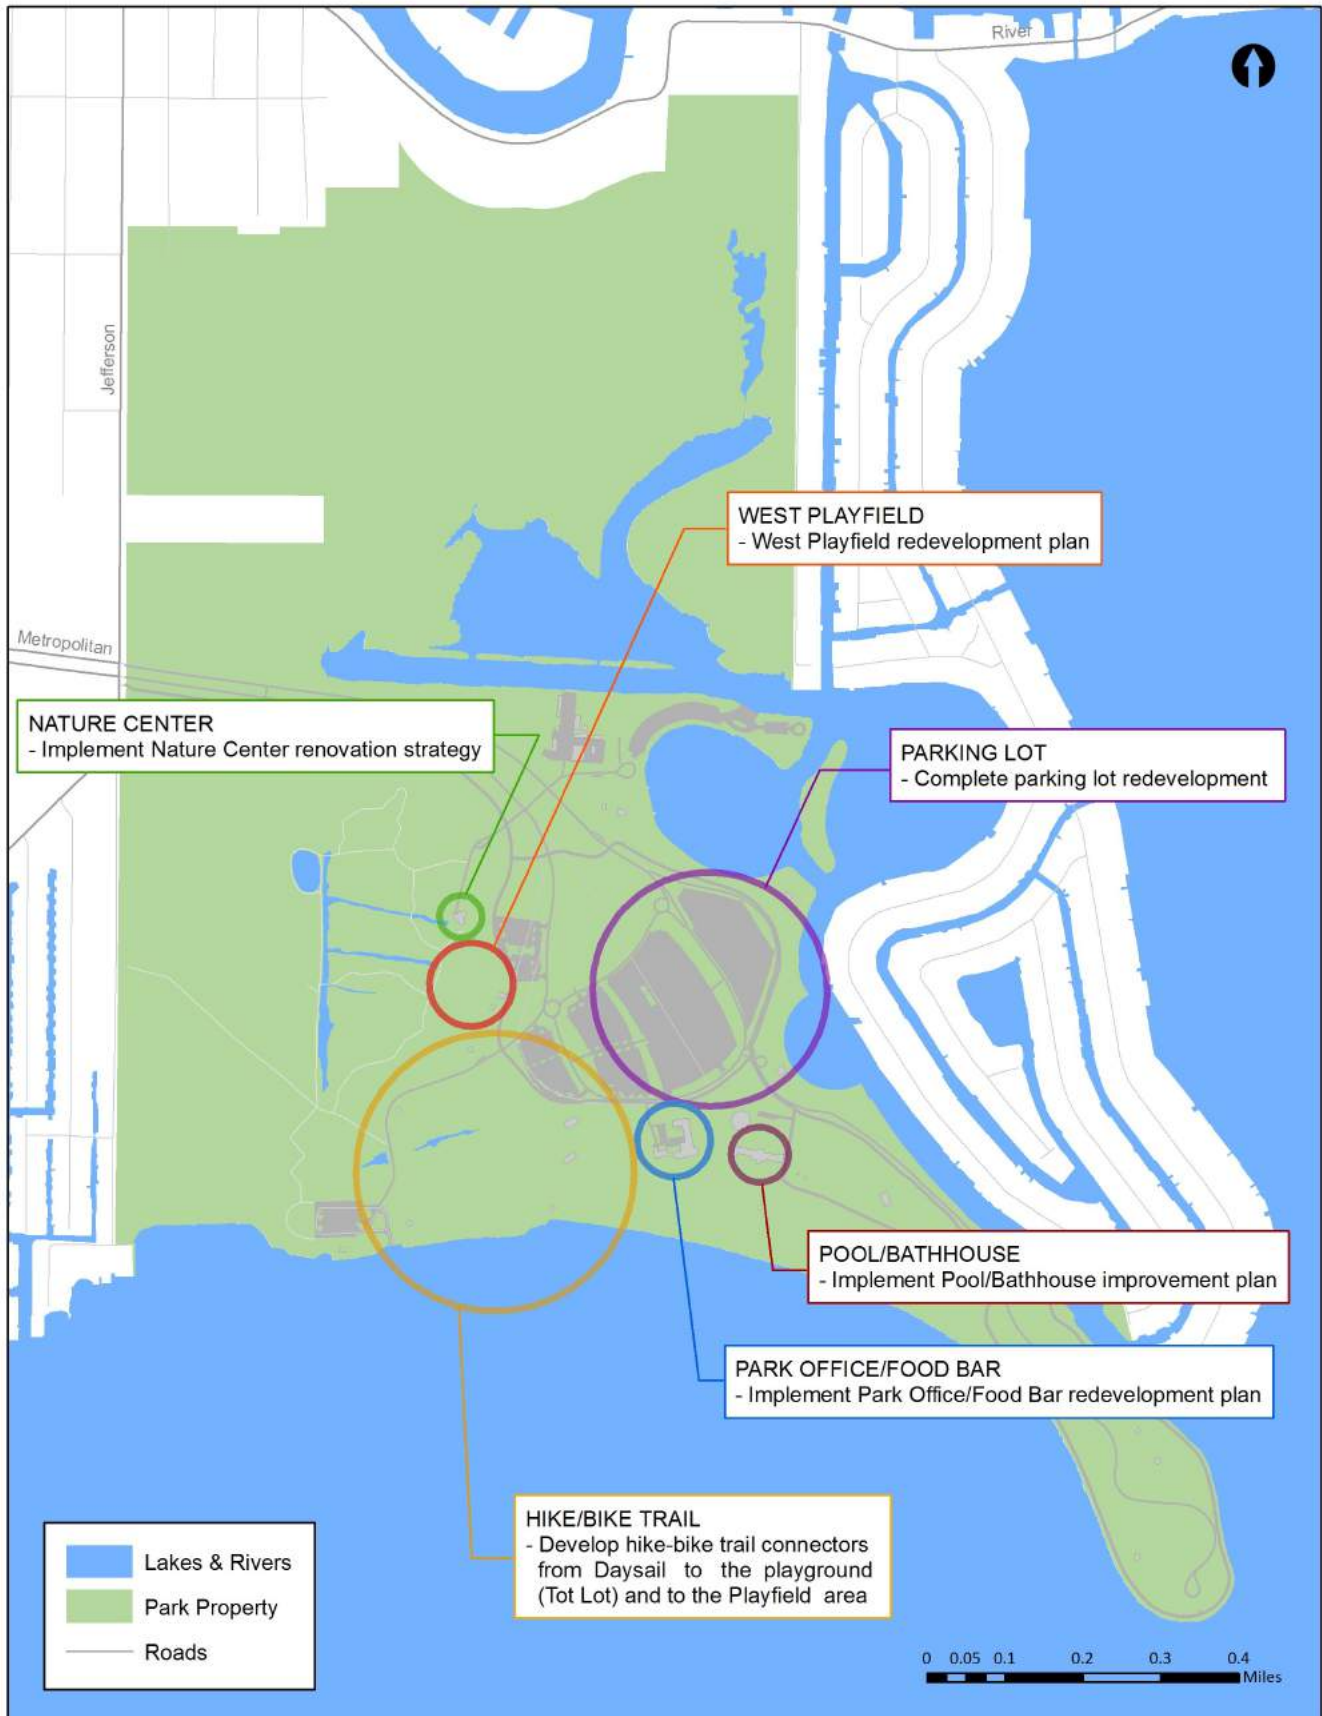 River
Jefferson
WEST PLAYFIELD
- West Playfield redevelopment plan
Metropolitan
NATURE CENTER
- Implement Nature Center renovation strategy
PARKING LOT
- Complete parking lot redevelopment
POOL/BATHHOUSE
- Implement Pool/Bathhouse improvement plan
PARK OFFICE/FOOD BAR
- Implement Park Office/Food Bar redevelopment plan
HIKE/BIKE TRAIL
- Develop hike-bike trail connectors
from Daysail to the playground
(Tot Lot) and to the Playfield area
Lakes & Rivers
Park Property
Roads
0 0.05 0.1 0.2 0.3 0.4
Miles